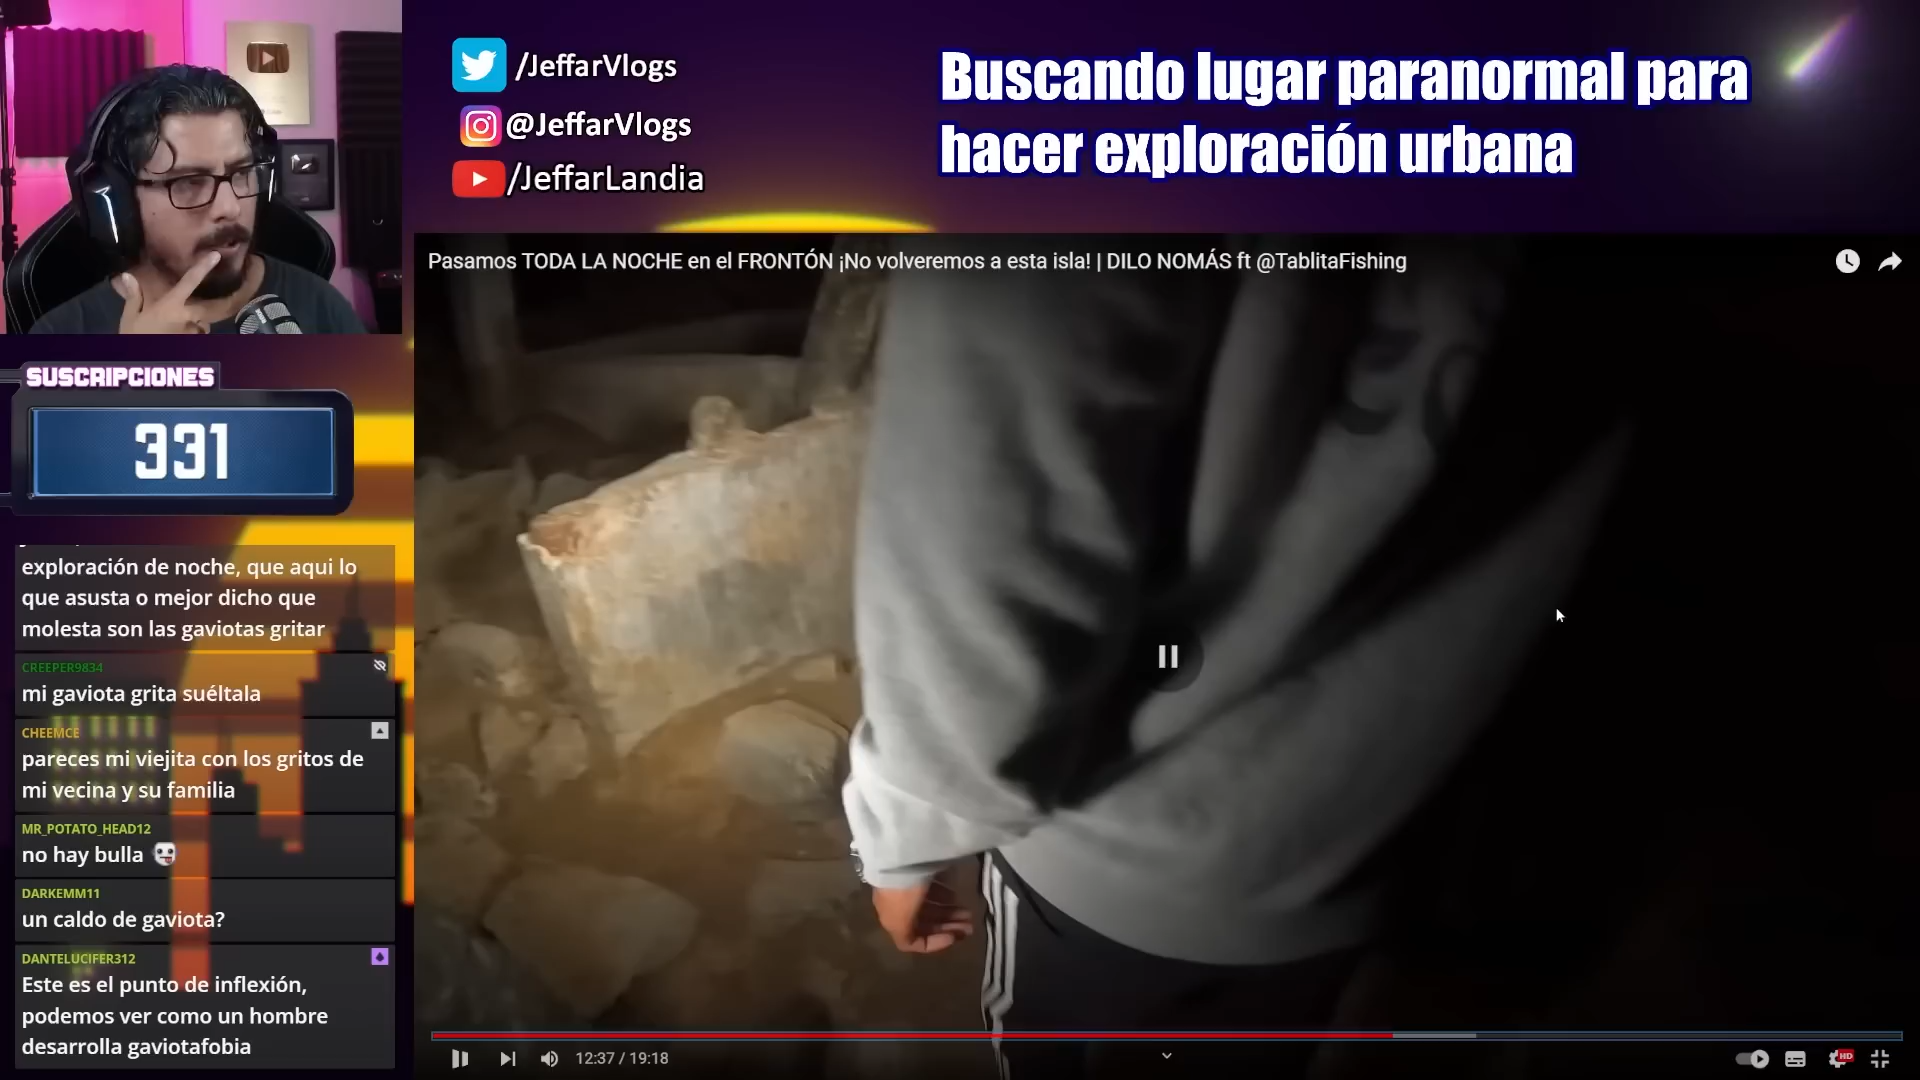 /JeffarVlogs
@JeffarVlogs
/JeffarLandia
Buscando lugar paranormal para
hacer exploración urbana
Pasamos TODA LA NOCHE en el FRONTÓN ¡No volveremos a esta isla! | DILO NOMÁS ft @TablitaFishing
SUSCRIPCIONES
331
exploración de noche, que aqui lo
que asusta o mejor dicho que
molesta son las gaviotas gritar
CREEPER9834
mi gaviota grita suéltala
CHEEMCE
pareces mi viejita con los gritos de
mi vecina y su familia
MR_POTATO_HEAD12
no hay bulla
DARKEMM11
un caldo de gaviota?
DANTELUCIFER312
Este es el punto de inflexión,
podemos ver como un hombre
desarrolla gaviotafobia
12:37 / 19:18
HD